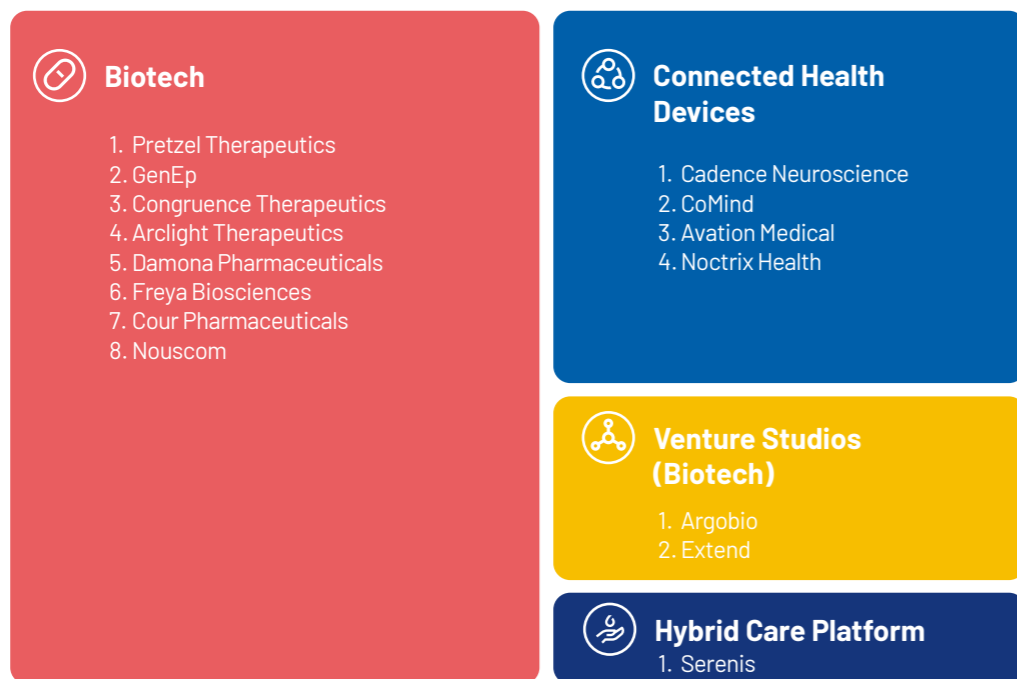 Biotech
1. Pretzel Therapeutics
2. GenEp
3. Congruence Therapeutics
4. Arclight Therapeutics
5. Damona Pharmaceuticals
6. Freya Biosciences
7. Cour Pharmaceuticals
8. Nouscom
Connected Health
Devices
1. Cadence Neuroscience
2. CoMind
3. Avation Medical
4. Noctrix Health
Venture Studios
(Biotech)
1. Argobio
2. Extend
Hybrid Care Platform
1. Serenis